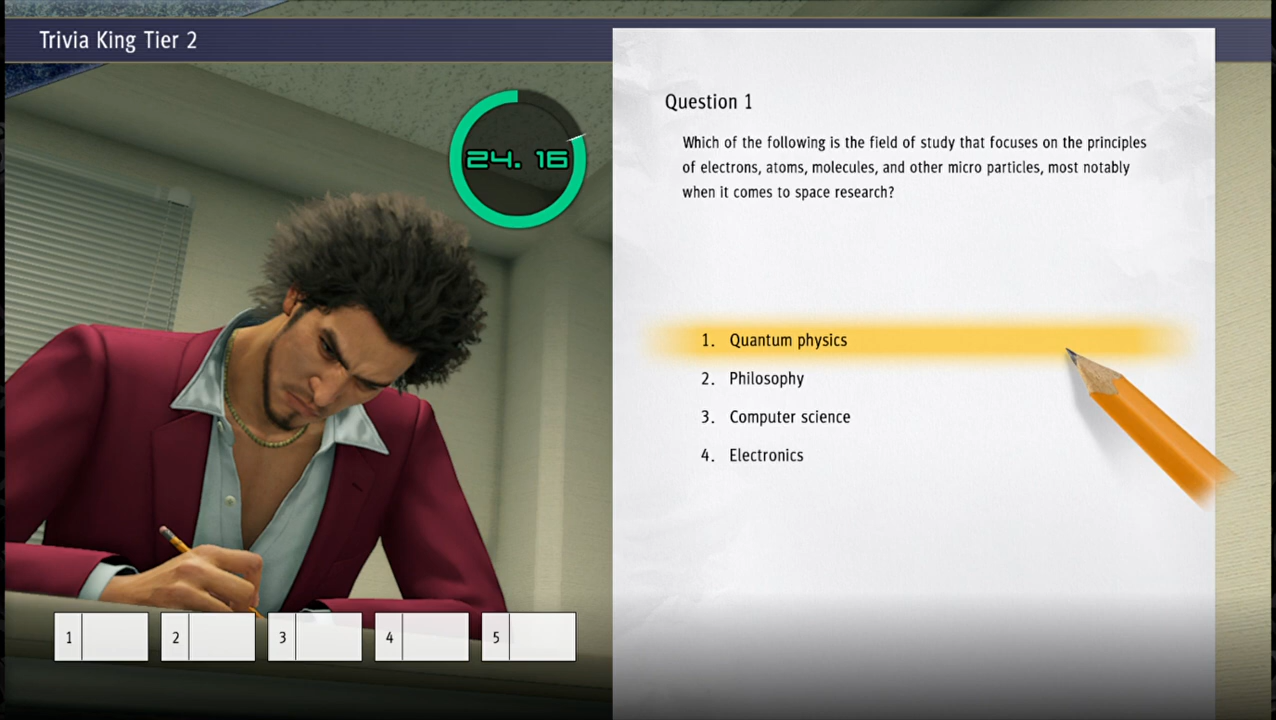 Trivia King Tier 2
24. 16
Question 1
Which of the following is the field of study that focuses on the principles
of electrons, atoms, molecules, and other micro particles, most notably
when it comes to space research?
1. Quantum physics
2. Philosophy
3. Computer science
4. Electronics
1 2 3 4 5